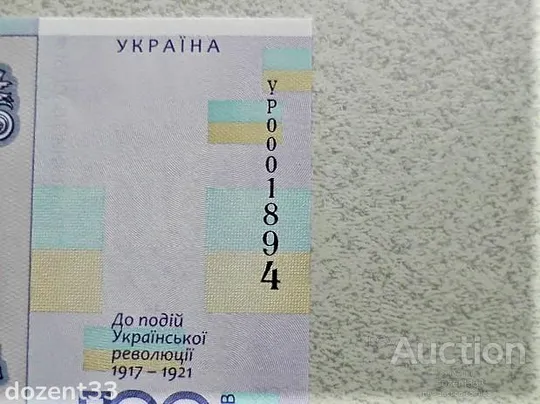 УКРАЇНА
УР0001894
До подій
Української
революції
1917 – 1921
Auction
dozent33